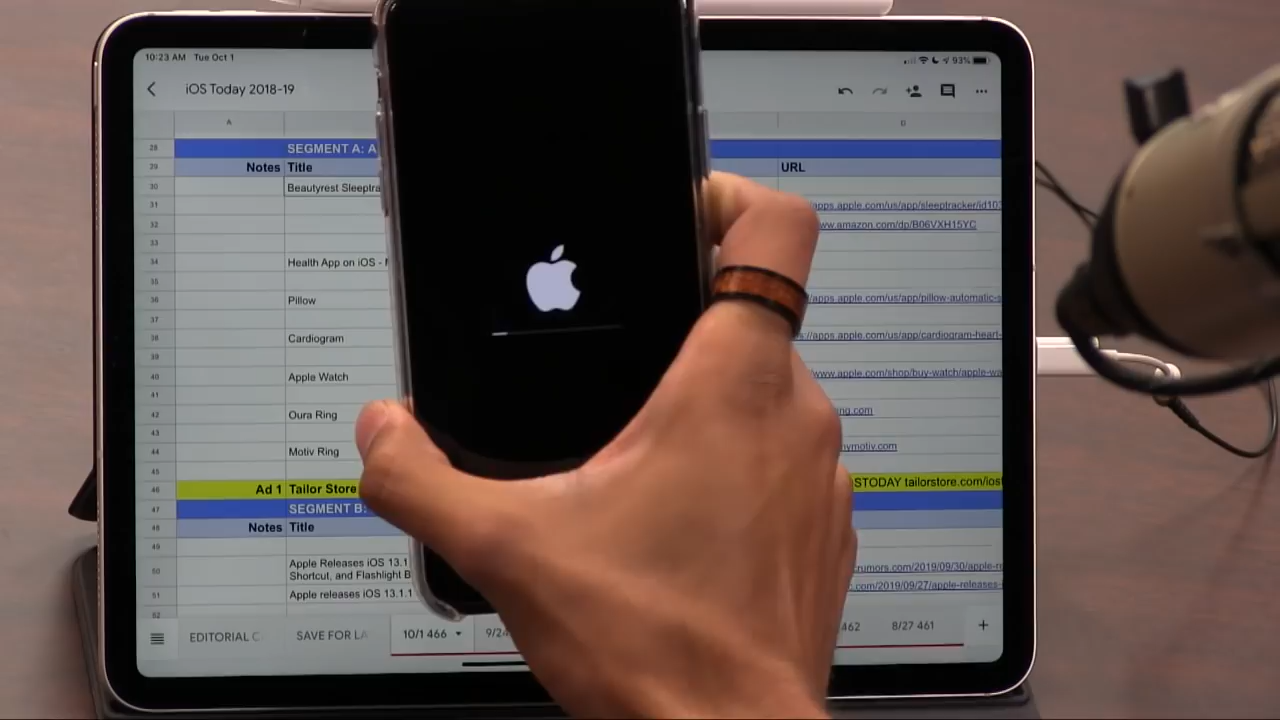 10:23 AM Tue Oct 1
93%
iOS Today 2018-19
A
D
28 SEGMENT A: A
29 Notes Title URL
30 Beautyrest Sleeptra
31 apps.apple.com/us/app/sleeptracker/id103
32 www.amazon.com/dp/B06VXH15YC
33
34 Health App on iOS -
35
36 Pillow /apps.apple.com/us/app/pillow-automatic-s
37
38 Cardiogram s://apps.apple.com/us/app/cardiogram-heart-
39
40 Apple Watch /www.apple.com/shop/buy-watch/apple-wa
41
42 Oura Ring ng.com
43
44 Motiv Ring nymotiv.com
45
46 Ad 1 Tailor Store STODAY tailorstore.com/iost
47 SEGMENT B:
48 Notes Title
49
50 Apple Releases iOS 13.1
Shortcut, and Flashlight B
crumors.com/2019/09/30/apple-re
51 Apple releases iOS 13.1.1 com/2019/09/27/apple-releases-
52
EDITORIAL C SAVE FOR LA 10/1 466 9/24 462 8/27 461 +